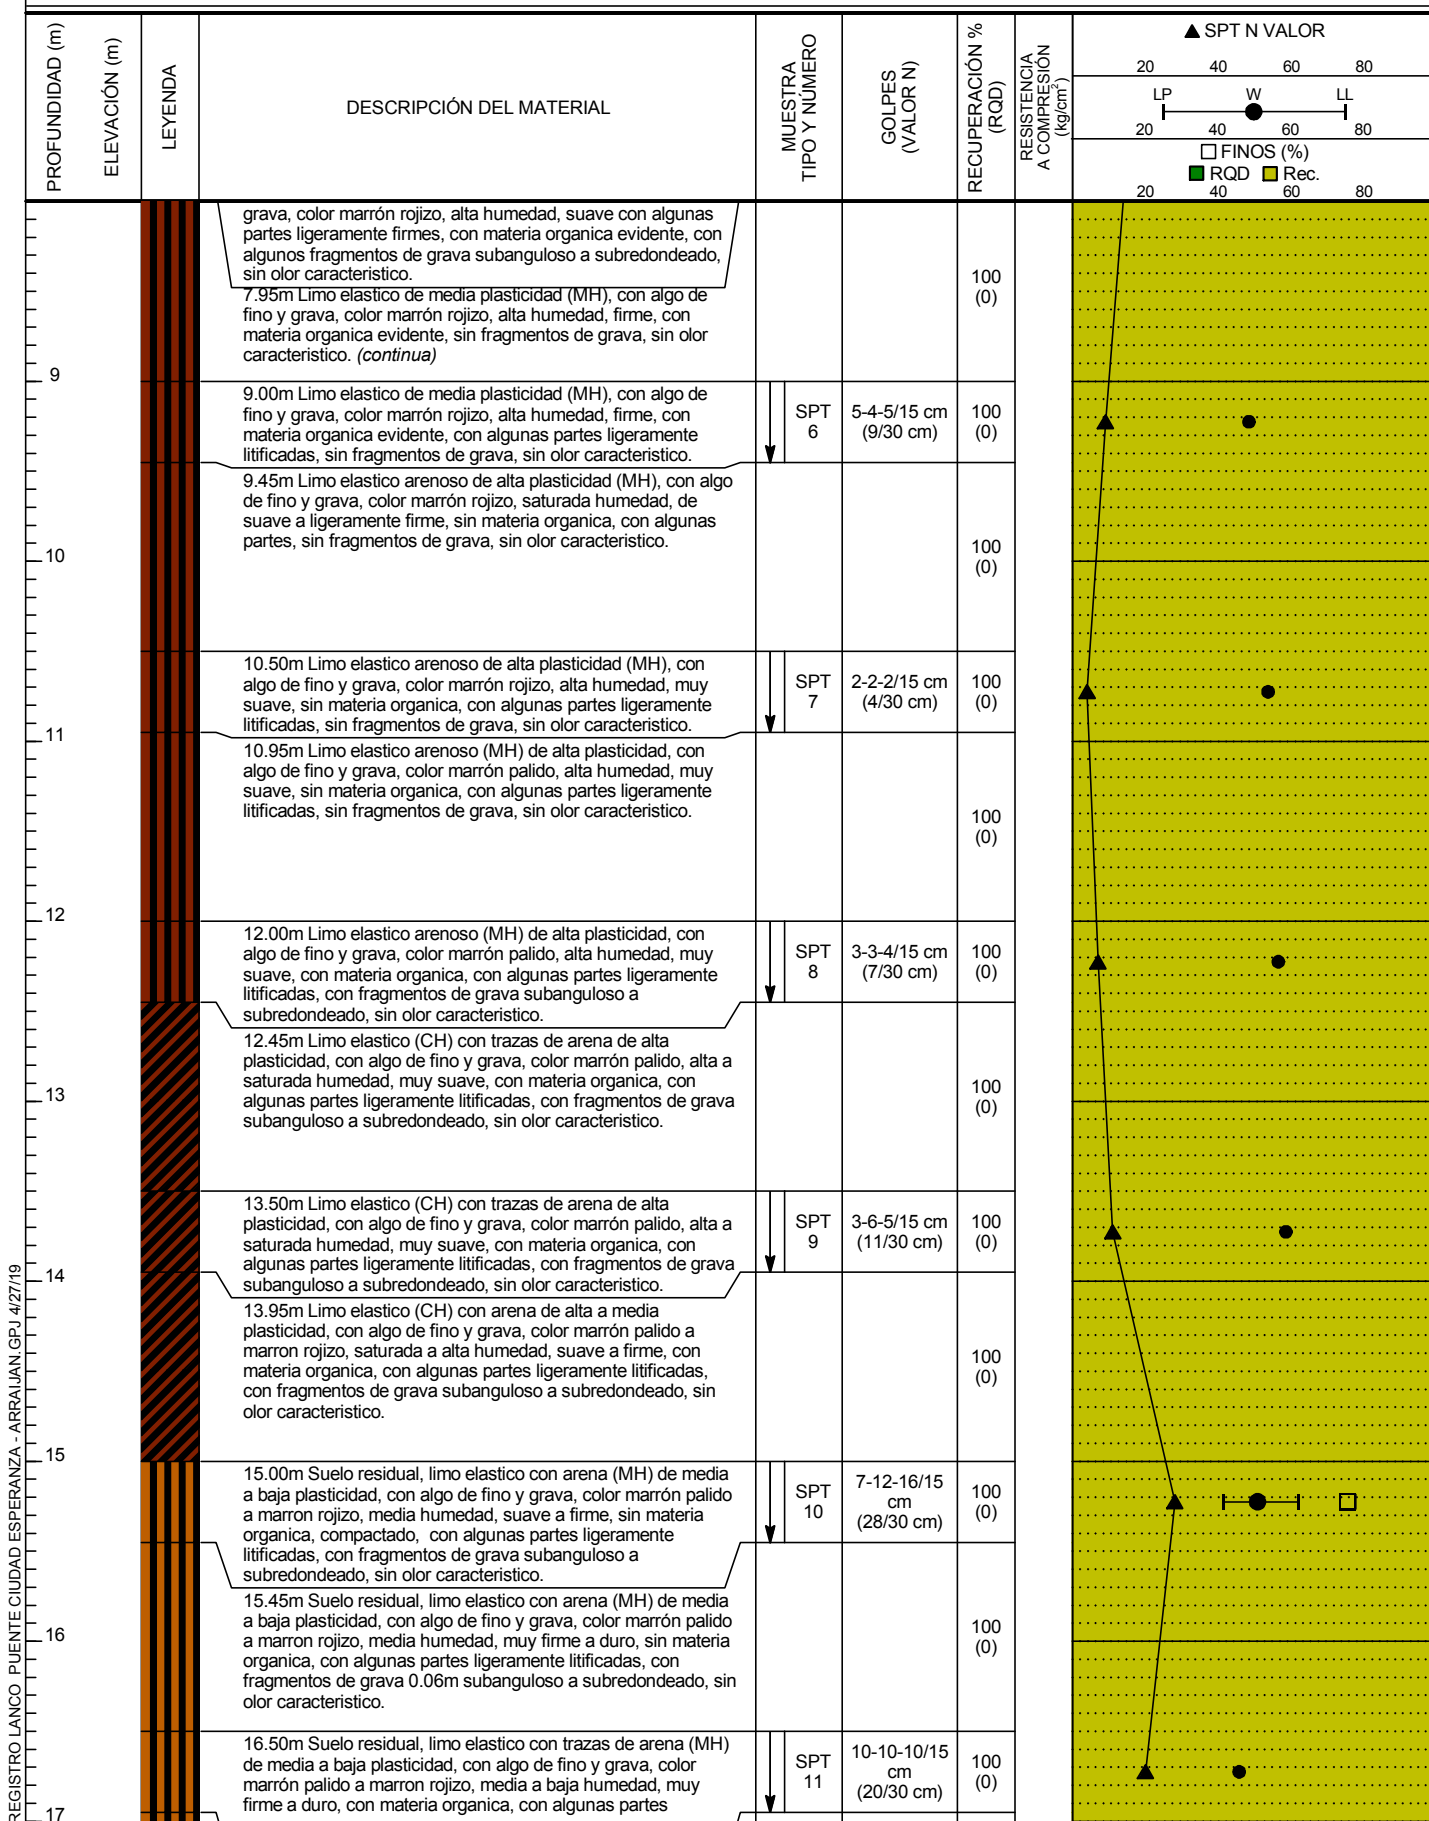 PROFUNDIDAD (m)
ELEVACIÓN (m)
LEYENDA
DESCRIPCIÓN DEL MATERIAL
MUESTRA
TIPO Y NÚMERO
GOLPES
(VALOR N)
RECUPERACIÓN %
(RQD)
RESISTENCIA
A COMPRESIÓN
(kg/cm²)
SPT N VALOR
20 40 60 80
LP W LL
20 40 60 80
FINOS (%)
RQD Rec.
20 40 60 80
grava, color marrón rojizo, alta humedad, suave con algunas
partes ligeramente firmes, con materia organica evidente, con
algunos fragmentos de grava subanguloso a subredondeado,
sin olor caracteristico.
7.95m Limo elastico de media plasticidad (MH), con algo de
fino y grava, color marrón rojizo, alta humedad, firme, con
materia organica evidente, sin fragmentos de grava, sin olor
caracteristico. (continua)
100
(0)
9
9.00m Limo elastico de media plasticidad (MH), con algo de
fino y grava, color marrón rojizo, alta humedad, firme, con
materia organica evidente, con algunas partes ligeramente
litificadas, sin fragmentos de grava, sin olor caracteristico.
SPT
6
5-4-5/15 cm
(9/30 cm)
100
(0)
9.45m Limo elastico arenoso de alta plasticidad (MH), con algo
de fino y grava, color marrón rojizo, saturada humedad, de
suave a ligeramente firme, sin materia organica, con algunas
partes, sin fragmentos de grava, sin olor caracteristico.
10
100
(0)
10.50m Limo elastico arenoso de alta plasticidad (MH), con
algo de fino y grava, color marrón rojizo, alta humedad, muy
suave, sin materia organica, con algunas partes ligeramente
litificadas, sin fragmentos de grava, sin olor caracteristico.
SPT
7
2-2-2/15 cm
(4/30 cm)
100
(0)
11
10.95m Limo elastico arenoso (MH) de alta plasticidad, con
algo de fino y grava, color marrón palido, alta humedad, muy
suave, sin materia organica, con algunas partes ligeramente
litificadas, sin fragmentos de grava, sin olor caracteristico.
100
(0)
12
12.00m Limo elastico arenoso (MH) de alta plasticidad, con
algo de fino y grava, color marrón palido, alta humedad, muy
suave, con materia organica, con algunas partes ligeramente
litificadas, con fragmentos de grava subanguloso a
subredondeado, sin olor caracteristico.
SPT
8
3-3-4/15 cm
(7/30 cm)
100
(0)
12.45m Limo elastico (CH) con trazas de arena de alta
plasticidad, con algo de fino y grava, color marrón palido, alta a
saturada humedad, muy suave, con materia organica, con
algunas partes ligeramente litificadas, con fragmentos de grava
subanguloso a subredondeado, sin olor caracteristico.
13
100
(0)
13.50m Limo elastico (CH) con trazas de arena de alta
plasticidad, con algo de fino y grava, color marrón palido, alta a
saturada humedad, muy suave, con materia organica, con
algunas partes ligeramente litificadas, con fragmentos de grava
subanguloso a subredondeado, sin olor caracteristico.
SPT
9
3-6-5/15 cm
(11/30 cm)
100
(0)
14
13.95m Limo elastico (CH) con arena de alta a media
plasticidad, con algo de fino y grava, color marrón palido a
marron rojizo, saturada a alta humedad, suave a firme, con
materia organica, con algunas partes ligeramente litificadas,
con fragmentos de grava subanguloso a subredondeado, sin
olor caracteristico.
100
(0)
15
15.00m Suelo residual, limo elastico con arena (MH) de media
a baja plasticidad, con algo de fino y grava, color marrón palido
a marron rojizo, media humedad, suave a firme, sin materia
organica, compactado, con algunas partes ligeramente
litificadas, con fragmentos de grava subanguloso a
subredondeado, sin olor caracteristico.
SPT
10
7-12-16/15
cm
(28/30 cm)
100
(0)
15.45m Suelo residual, limo elastico con arena (MH) de media
a baja plasticidad, con algo de fino y grava, color marrón palido
a marron rojizo, media humedad, muy firme a duro, sin materia
organica, con algunas partes ligeramente litificadas, con
fragmentos de grava 0.06m subanguloso a subredondeado, sin
olor caracteristico.
16
100
(0)
16.50m Suelo residual, limo elastico con trazas de arena (MH)
de media a baja plasticidad, con algo de fino y grava, color
marrón palido a marron rojizo, media a baja humedad, muy
firme a duro, con materia organica, con algunas partes
SPT
11
10-10-10/15
cm
(20/30 cm)
100
(0)
17
REGISTRO LANCO PUENTE CIUDAD ESPERANZA - ARRAIJAN.GPJ 4/27/19